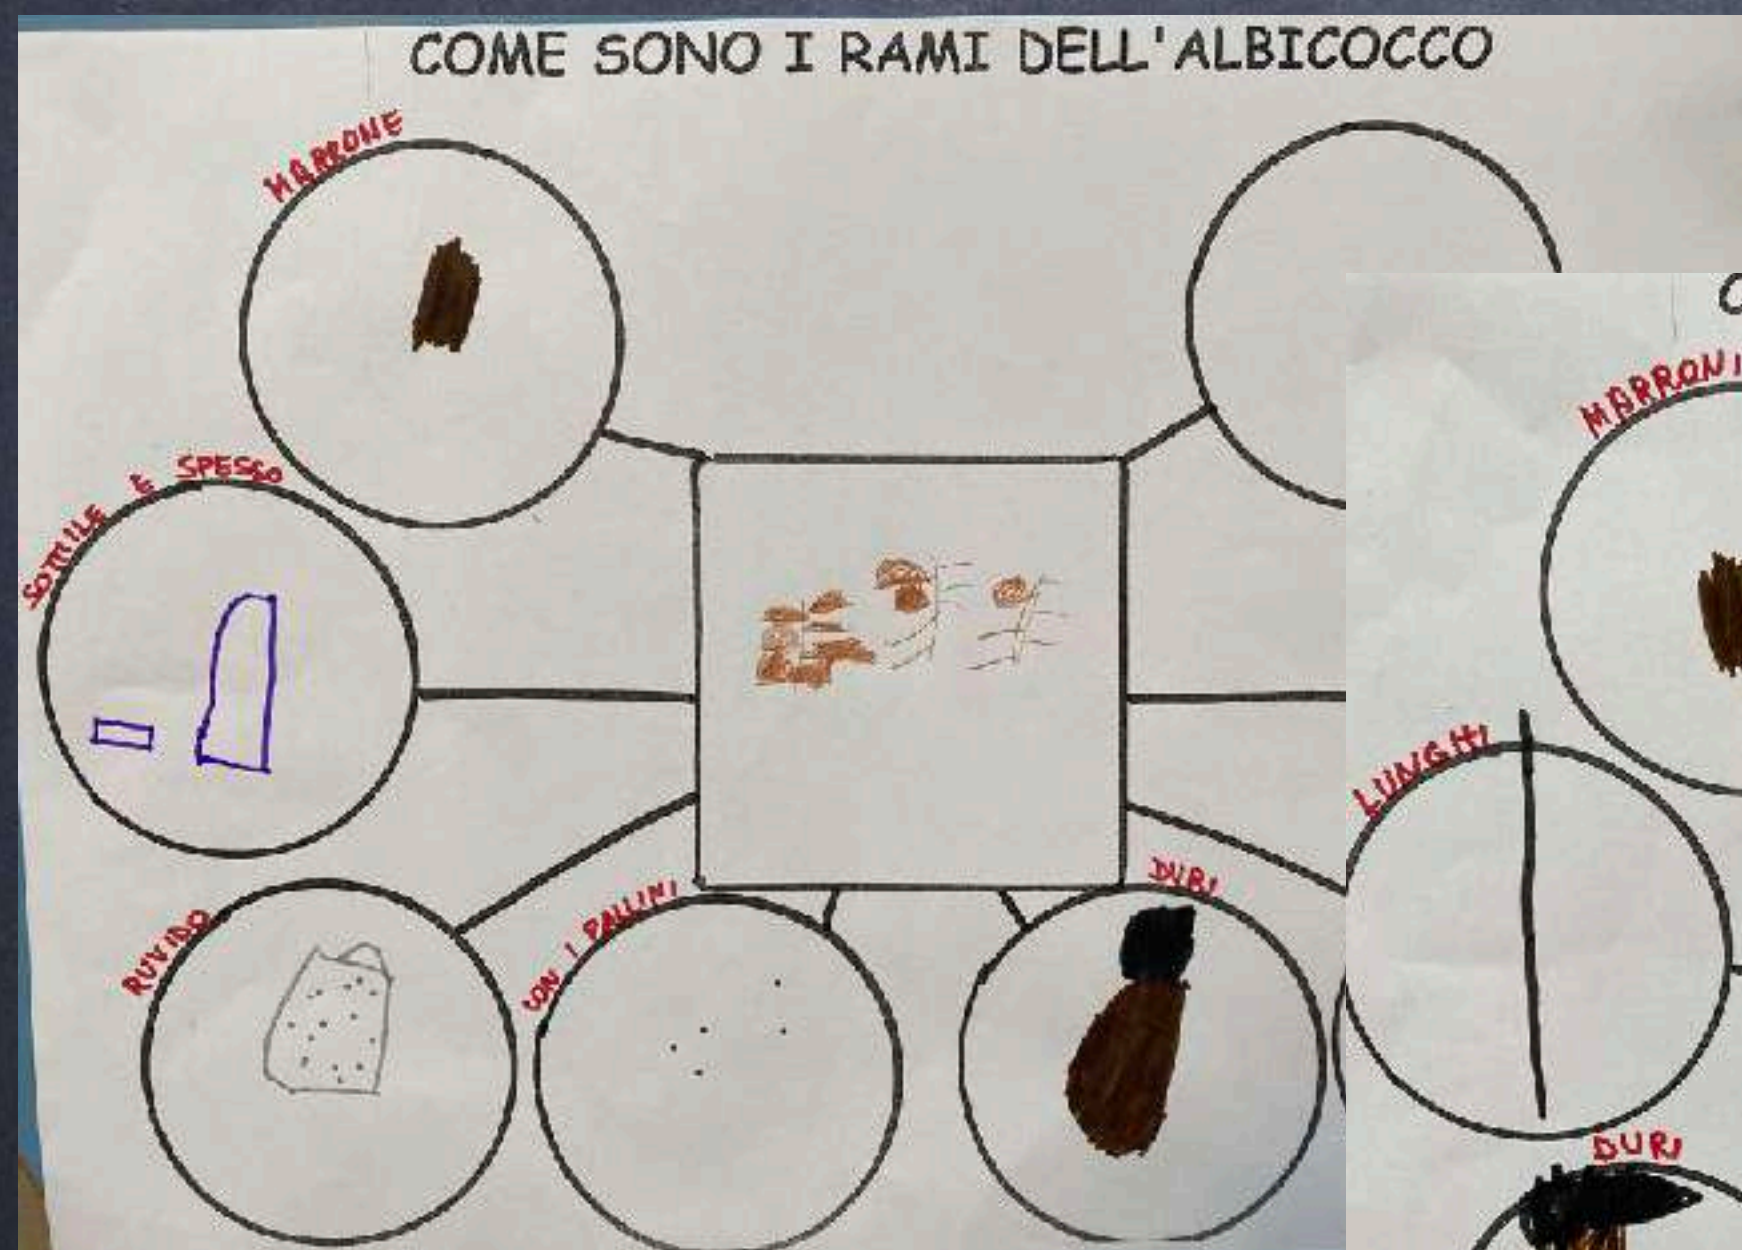 COME SONO I RAMI DELL'ALBICOCCO
MARRONE
SOTTILE E SPESSO
RUVIDO
CON I PALLINI
DURI
MARRONI
LUNGHI
DURI